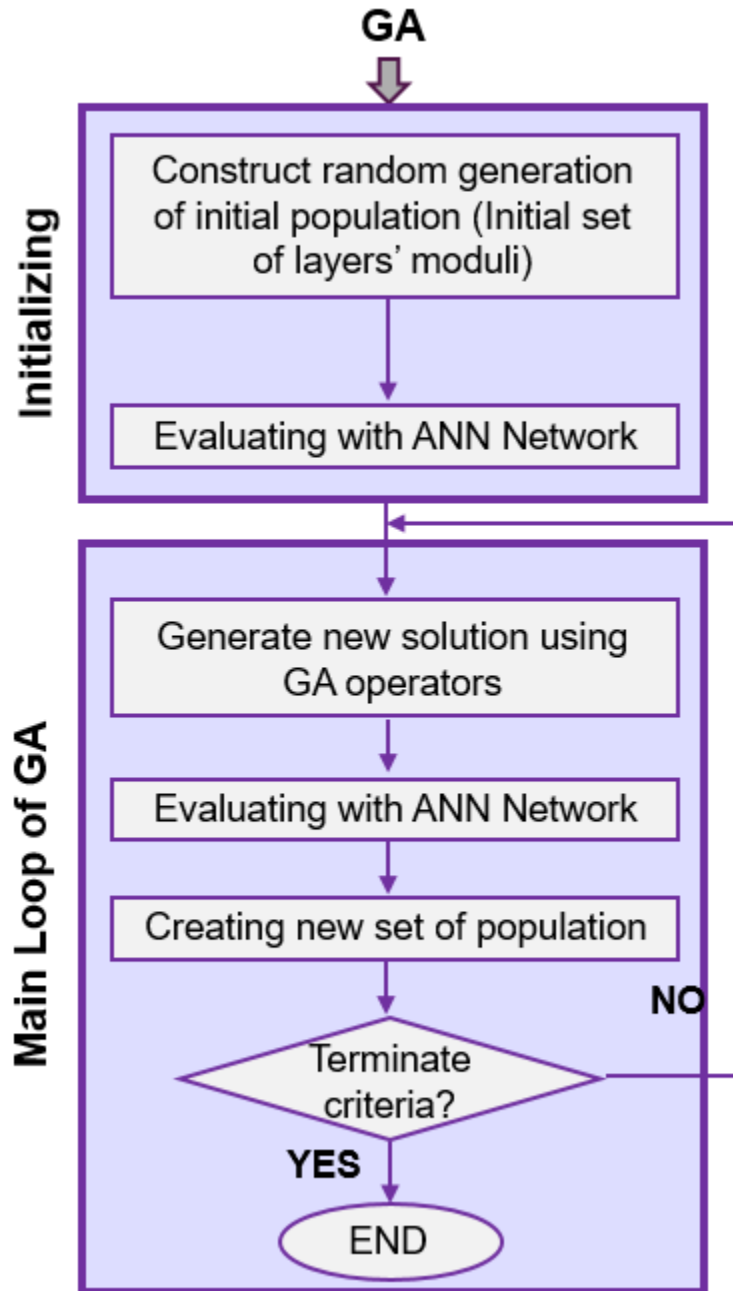 GA
Initializing
Construct random generation
of initial population (Initial set
of layers’ moduli)
Evaluating with ANN Network
Main Loop of GA
Generate new solution using
GA operators
Evaluating with ANN Network
Creating new set of population
Terminate
criteria?
NO
YES
END